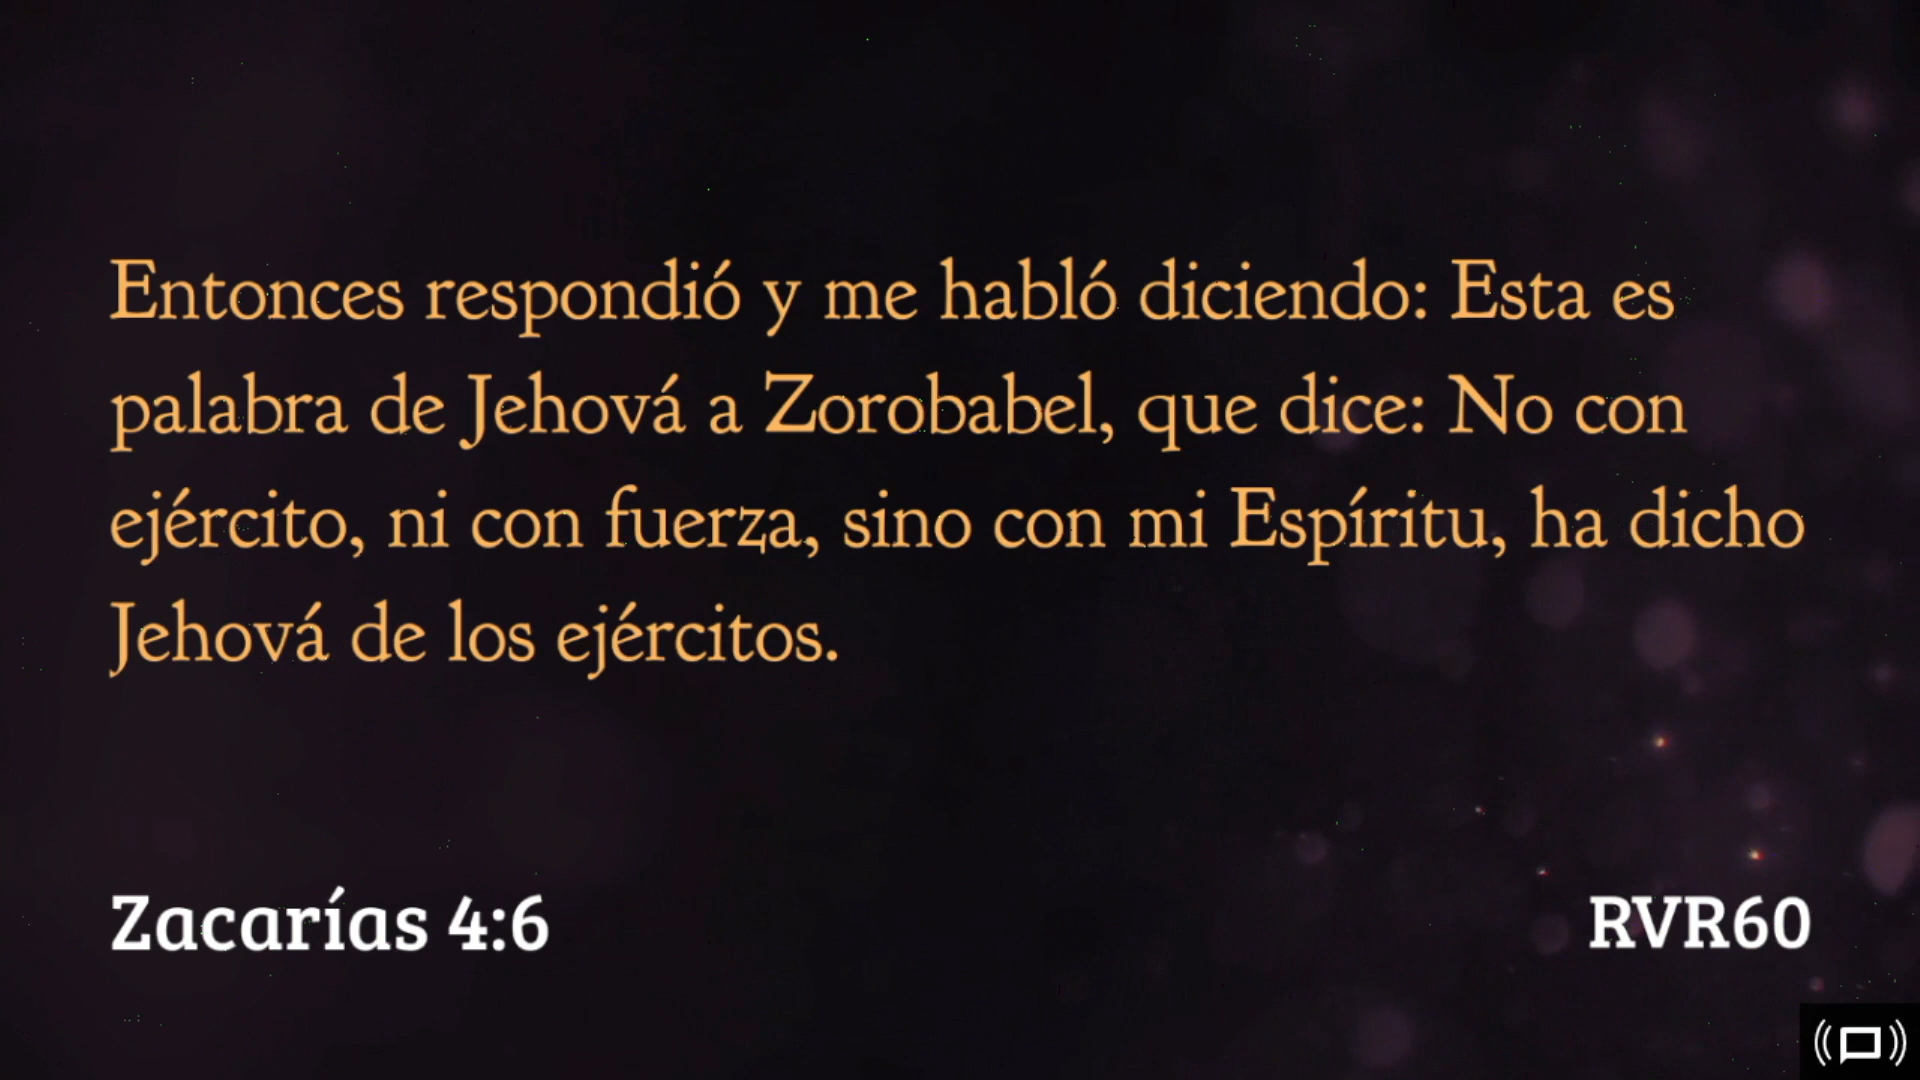 Entonces respondió y me habló diciendo: Esta es
palabra de Jehová a Zorobabel, que dice: No con
ejército, ni con fuerza, sino con mi Espíritu, ha dicho
Jehová de los ejércitos.
Zacarías 4:6
RVR60